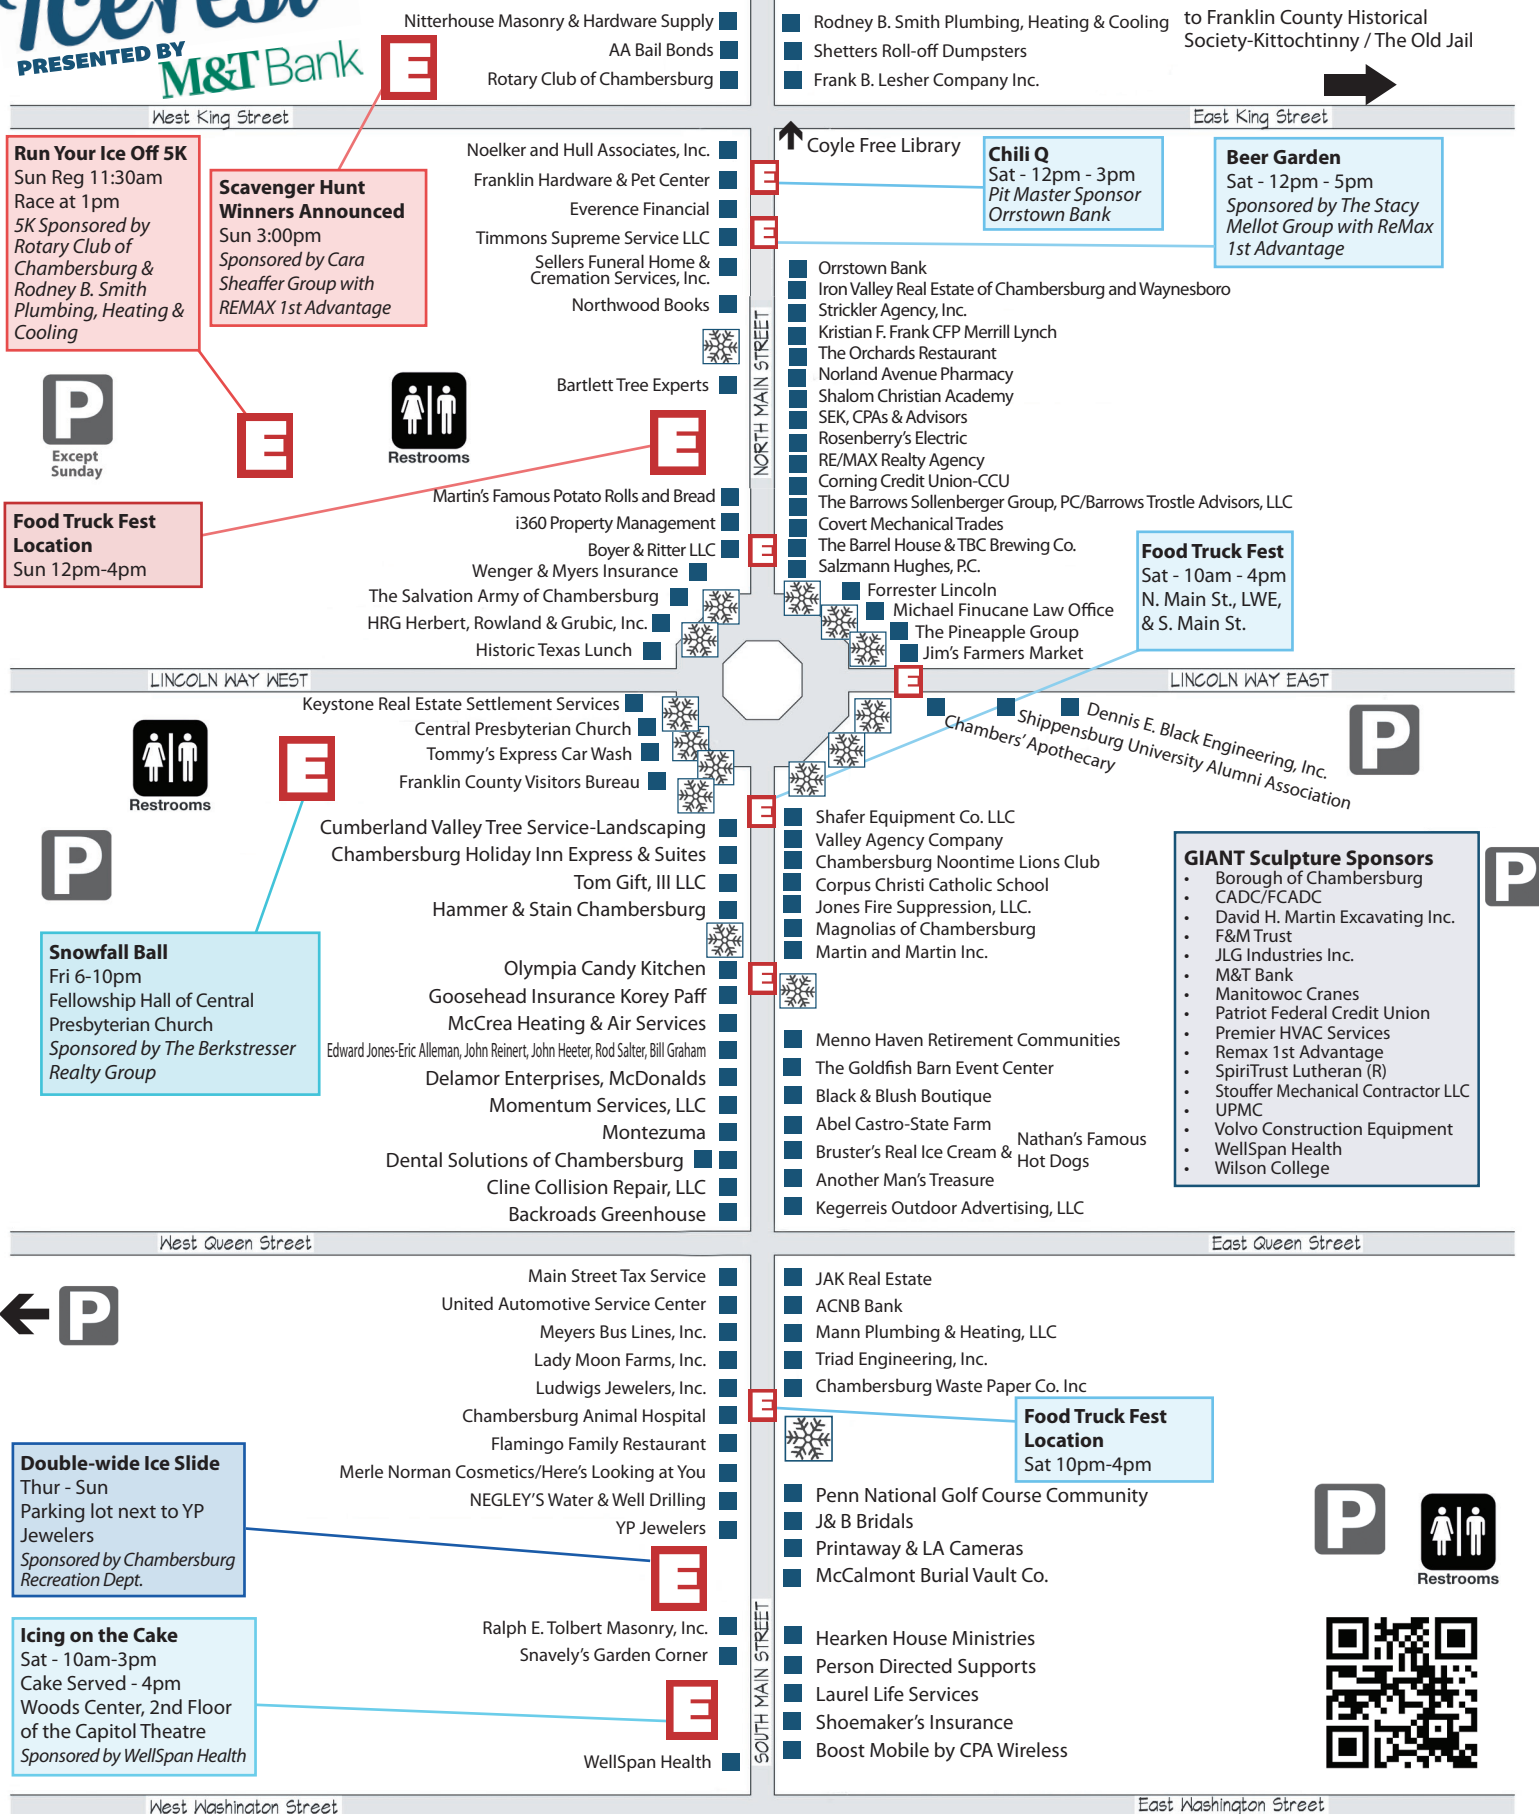 IceFest
PRESENTED BY
M&T Bank
Nitterhouse Masonry & Hardware Supply
AA Bail Bonds
Rotary Club of Chambersburg
E
Rodney B. Smith Plumbing, Heating & Cooling
Shetters Roll-off Dumpsters
Frank B. Lesher Company Inc.
to Franklin County Historical
Society-Kittochtinny / The Old Jail
West King Street
East King Street
Run Your Ice Off 5K
Sun Reg 11:30am
Race at 1pm
5K Sponsored by
Rotary Club of
Chambersburg &
Rodney B. Smith
Plumbing, Heating &
Cooling
Scavenger Hunt
Winners Announced
Sun 3:00pm
Sponsored by Cara
Sheaffer Group with
REMAX 1st Advantage
Noelker and Hull Associates, Inc.
Franklin Hardware & Pet Center
Everence Financial
Timmons Supreme Service LLC
Sellers Funeral Home &
Cremation Services, Inc.
Northwood Books
Bartlett Tree Experts
Coyle Free Library
E
E
Chili Q
Sat - 12pm - 3pm
Pit Master Sponsor
Orrstown Bank
Beer Garden
Sat - 12pm - 5pm
Sponsored by The Stacy
Mellot Group with ReMax
1st Advantage
Orrstown Bank
Iron Valley Real Estate of Chambersburg and Waynesboro
Strickler Agency, Inc.
Kristian F. Frank CFP Merrill Lynch
The Orchards Restaurant
Norland Avenue Pharmacy
Shalom Christian Academy
SEK, CPAs & Advisors
Rosenberry's Electric
RE/MAX Realty Agency
Corning Credit Union-CCU
The Barrows Sollenberger Group, PC/Barrows Trostle Advisors, LLC
Covert Mechanical Trades
The Barrel House & TBC Brewing Co.
Salzmann Hughes, P.C.
NORTH MAIN STREET
P
Except
Sunday
E
Restrooms
E
Food Truck Fest
Location
Sun 12pm-4pm
Martin's Famous Potato Rolls and Bread
i360 Property Management
Boyer & Ritter LLC
E
Wenger & Myers Insurance
The Salvation Army of Chambersburg
HRG Herbert, Rowland & Grubic, Inc.
Historic Texas Lunch
Forrester Lincoln
Michael Finucane Law Office
The Pineapple Group
Jim's Farmers Market
Food Truck Fest
Sat - 10am - 4pm
N. Main St., LWE,
& S. Main St.
E
LINCOLN WAY WEST
LINCOLN WAY EAST
Keystone Real Estate Settlement Services
Central Presbyterian Church
Tommy's Express Car Wash
Franklin County Visitors Bureau
Chambers' Apothecary
Shippensburg University Alumni Association
Dennis E. Black Engineering, Inc.
P
Restrooms
E
P
E
Cumberland Valley Tree Service-Landscaping
Chambersburg Holiday Inn Express & Suites
Tom Gift, III LLC
Hammer & Stain Chambersburg
Shafer Equipment Co. LLC
Valley Agency Company
Chambersburg Noontime Lions Club
Corpus Christi Catholic School
Jones Fire Suppression, LLC.
Magnolias of Chambersburg
Martin and Martin Inc.
GIANT Sculpture Sponsors
• Borough of Chambersburg
• CADC/FCADC
• David H. Martin Excavating Inc.
• F&M Trust
• JLG Industries Inc.
• M&T Bank
• Manitowoc Cranes
• Patriot Federal Credit Union
• Premier HVAC Services
• Remax 1st Advantage
• SpiriTrust Lutheran (R)
• Stouffer Mechanical Contractor LLC
• UPMC
• Volvo Construction Equipment
• WellSpan Health
• Wilson College
P
Snowfall Ball
Fri 6-10pm
Fellowship Hall of Central
Presbyterian Church
Sponsored by The Berkstresser
Realty Group
Olympia Candy Kitchen
Goosehead Insurance Korey Paff
McCrea Heating & Air Services
Edward Jones-Eric Alleman, John Reinert, John Heeter, Rod Salter, Bill Graham
Delamor Enterprises, McDonalds
Momentum Services, LLC
Montezuma
Dental Solutions of Chambersburg
Cline Collision Repair, LLC
Backroads Greenhouse
E
Menno Haven Retirement Communities
The Goldfish Barn Event Center
Black & Blush Boutique
Abel Castro-State Farm
Bruster's Real Ice Cream & Nathan's Famous
Hot Dogs
Another Man's Treasure
Kegerreis Outdoor Advertising, LLC
West Queen Street
East Queen Street
P
Main Street Tax Service
United Automotive Service Center
Meyers Bus Lines, Inc.
Lady Moon Farms, Inc.
Ludwigs Jewelers, Inc.
Chambersburg Animal Hospital
Flamingo Family Restaurant
Merle Norman Cosmetics/Here's Looking at You
NEGLEY'S Water & Well Drilling
YP Jewelers
JAK Real Estate
ACNB Bank
Mann Plumbing & Heating, LLC
Triad Engineering, Inc.
Chambersburg Waste Paper Co. Inc
E
Food Truck Fest
Location
Sat 10pm-4pm
Double-wide Ice Slide
Thur - Sun
Parking lot next to YP
Jewelers
Sponsored by Chambersburg
Recreation Dept.
E
Penn National Golf Course Community
J& B Bridals
Printaway & LA Cameras
McCalmont Burial Vault Co.
P
Restrooms
Icing on the Cake
Sat - 10am-3pm
Cake Served - 4pm
Woods Center, 2nd Floor
of the Capitol Theatre
Sponsored by WellSpan Health
Ralph E. Tolbert Masonry, Inc.
Snavely's Garden Corner
E
WellSpan Health
SOUTH MAIN STREET
Hearken House Ministries
Person Directed Supports
Laurel Life Services
Shoemaker's Insurance
Boost Mobile by CPA Wireless
West Washington Street
East Washington Street